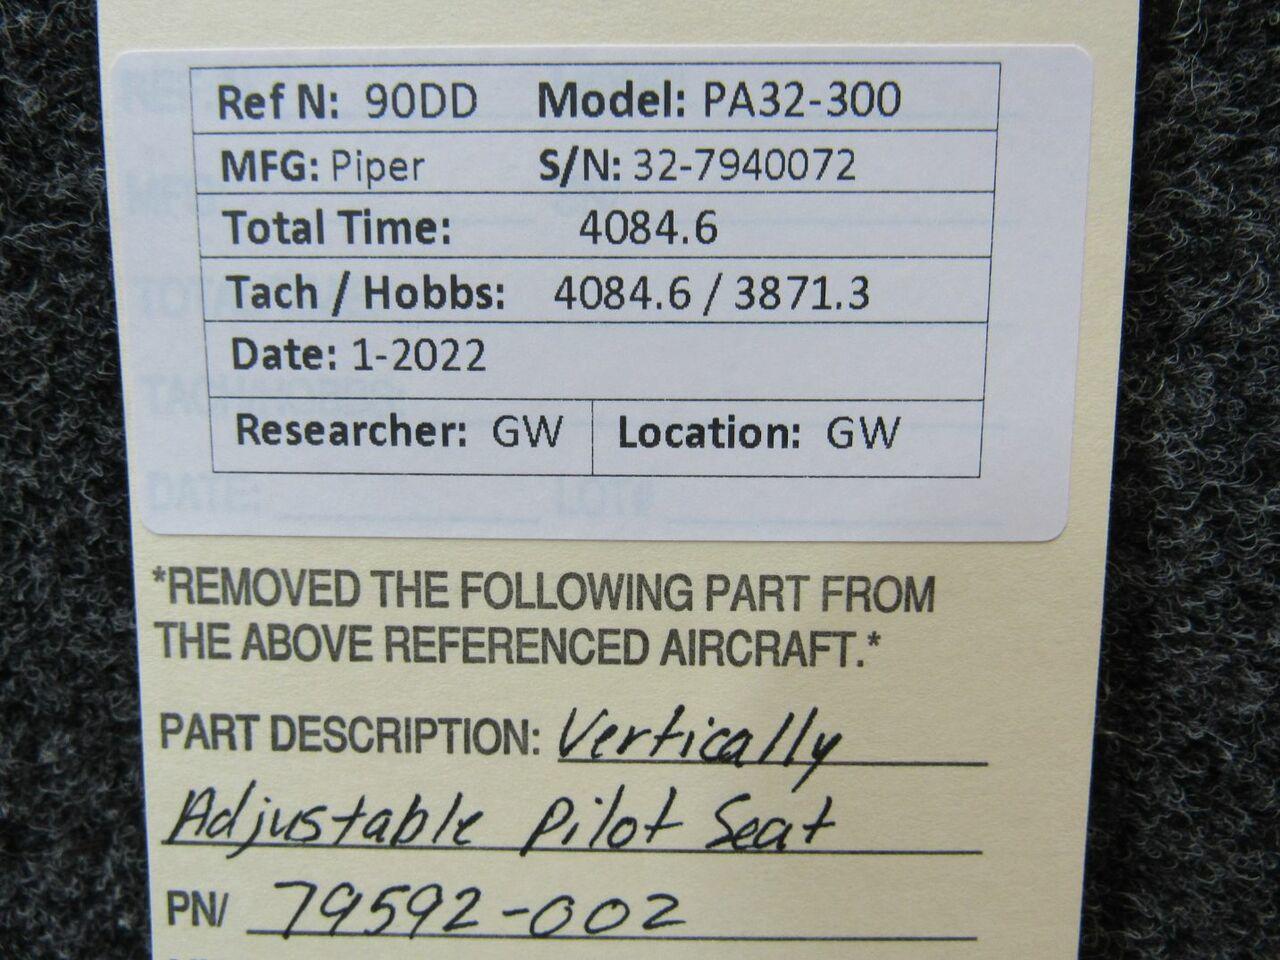 Ref N: 90DD Model: PA32-300
MFG: Piper S/N: 32-7940072
Total Time: 4084.6
Tach / Hobbs: 4084.6 / 3871.3
Date: 1-2022
Researcher: GW Location: GW
DATE: LOT#
*REMOVED THE FOLLOWING PART FROM
THE ABOVE REFERENCED AIRCRAFT.*
PART DESCRIPTION: Vertically
Adjustable Pilot Seat
PN/ 79592-002